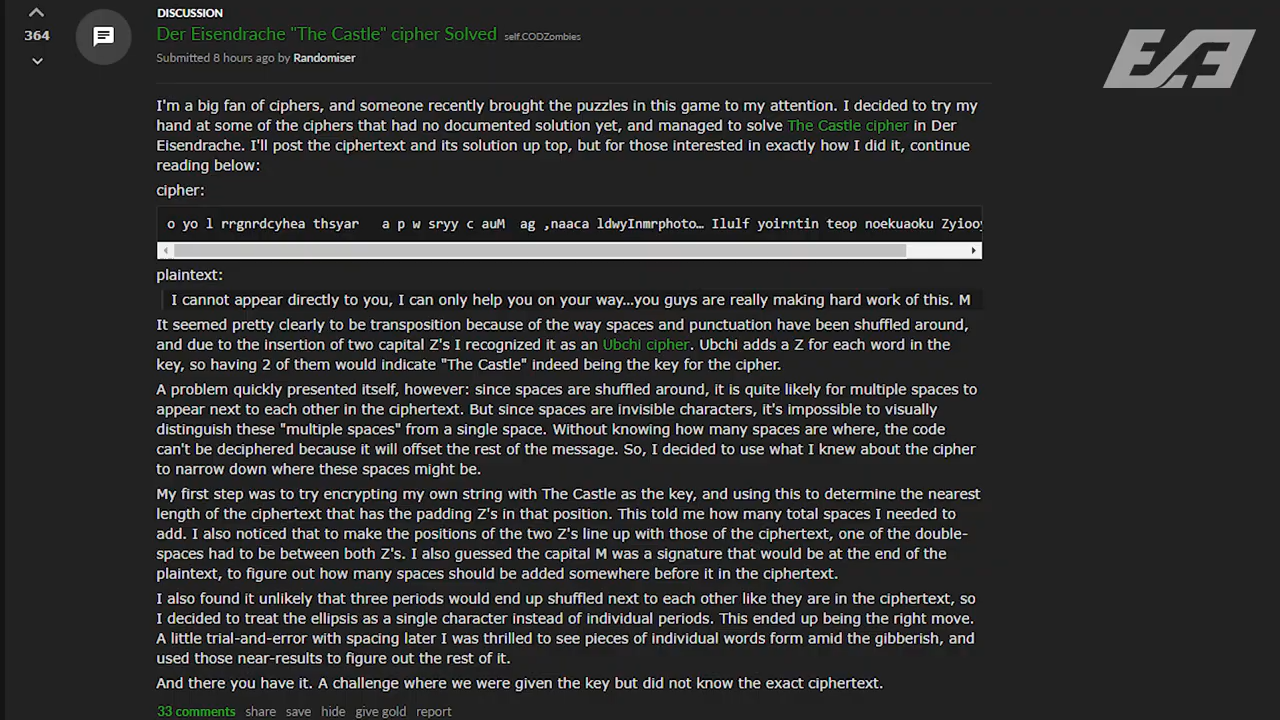 DISCUSSION
364
Der Eisendrache "The Castle" cipher Solved self.CODZombies
Submitted 8 hours ago by Randomiser
I'm a big fan of ciphers, and someone recently brought the puzzles in this game to my attention. I decided to try my
hand at some of the ciphers that had no documented solution yet, and managed to solve The Castle cipher in Der
Eisendrache. I'll post the ciphertext and its solution up top, but for those interested in exactly how I did it, continue
reading below:
cipher:
o yo l rrgnrdcyhea thsyar   a p w sryy c auM  ag ,naaca ldwyInmrphoto… Ilulf yoirntin teop noekuaoku Zyiooy
plaintext:
I cannot appear directly to you, I can only help you on your way...you guys are really making hard work of this. M
It seemed pretty clearly to be transposition because of the way spaces and punctuation have been shuffled around,
and due to the insertion of two capital Z's I recognized it as an Ubchi cipher. Ubchi adds a Z for each word in the
key, so having 2 of them would indicate "The Castle" indeed being the key for the cipher.
A problem quickly presented itself, however: since spaces are shuffled around, it is quite likely for multiple spaces to
appear next to each other in the ciphertext. But since spaces are invisible characters, it's impossible to visually
distinguish these "multiple spaces" from a single space. Without knowing how many spaces are where, the code
can't be deciphered because it will offset the rest of the message. So, I decided to use what I knew about the cipher
to narrow down where these spaces might be.
My first step was to try encrypting my own string with The Castle as the key, and using this to determine the nearest
length of the ciphertext that has the padding Z's in that position. This told me how many total spaces I needed to
add. I also noticed that to make the positions of the two Z's line up with those of the ciphertext, one of the double-
spaces had to be between both Z's. I also guessed the capital M was a signature that would be at the end of the
plaintext, to figure out how many spaces should be added somewhere before it in the ciphertext.
I also found it unlikely that three periods would end up shuffled next to each other like they are in the ciphertext, so
I decided to treat the ellipsis as a single character instead of individual periods. This ended up being the right move.
A little trial-and-error with spacing later I was thrilled to see pieces of individual words form amid the gibberish, and
used those near-results to figure out the rest of it.
And there you have it. A challenge where we were given the key but did not know the exact ciphertext.
33 comments share save hide give gold report